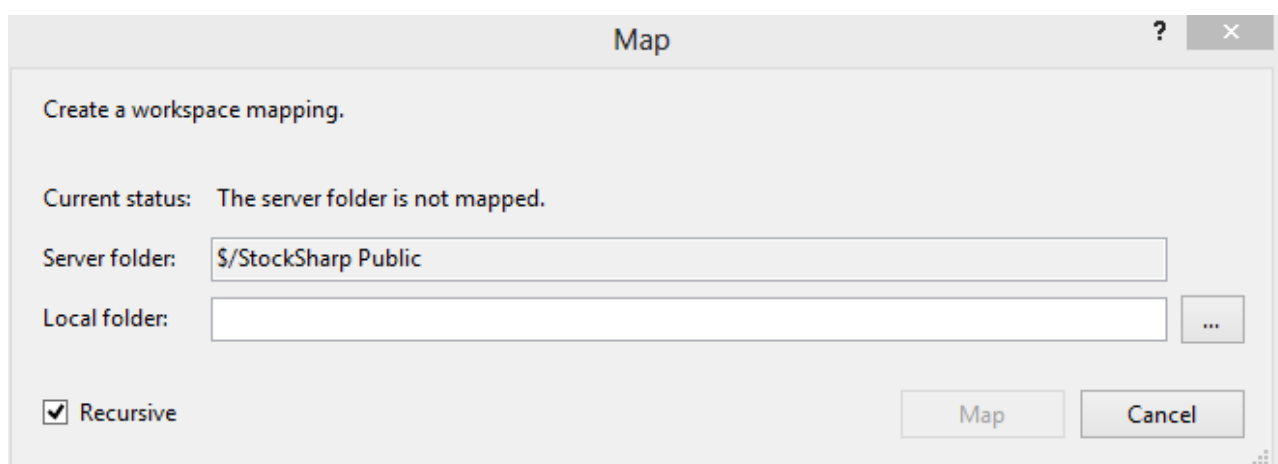 Map
?
×
Create a workspace mapping.
Current status: The server folder is not mapped.
Server folder: $/StockSharp Public
Local folder:
...
Recursive
Map Cancel